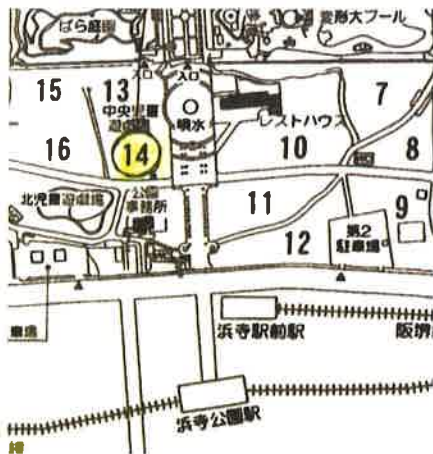 ばら庭園
変形大プール
入口
入口
15
13
7
中央児童
遊戯場
噴水
レストハウス
16
14
10
8
北児童遊戯場
公園
事務所
11
9
12
第2
駐車場
車場
浜寺駅前駅
阪堺
浜寺公園駅